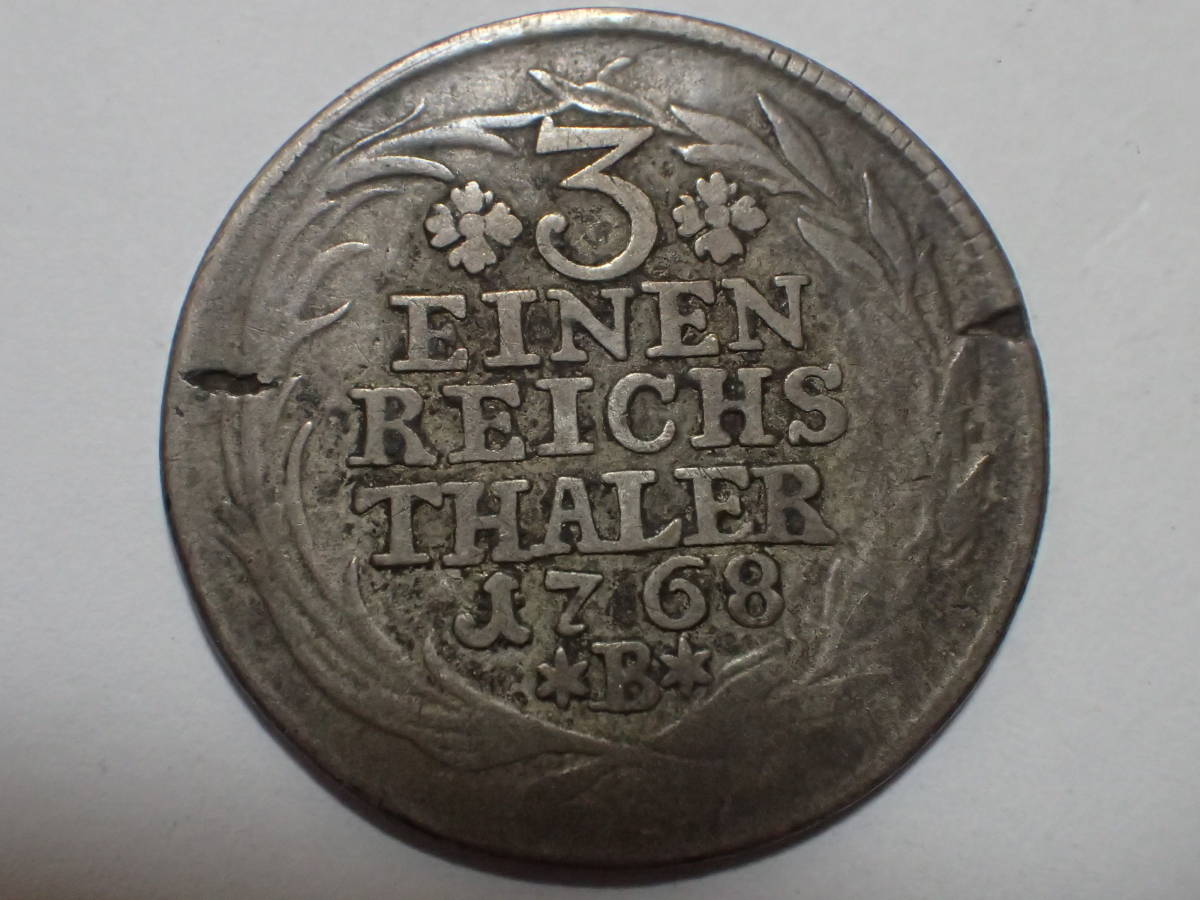 3
EINEN
REICHS
THALER
1768
*B*